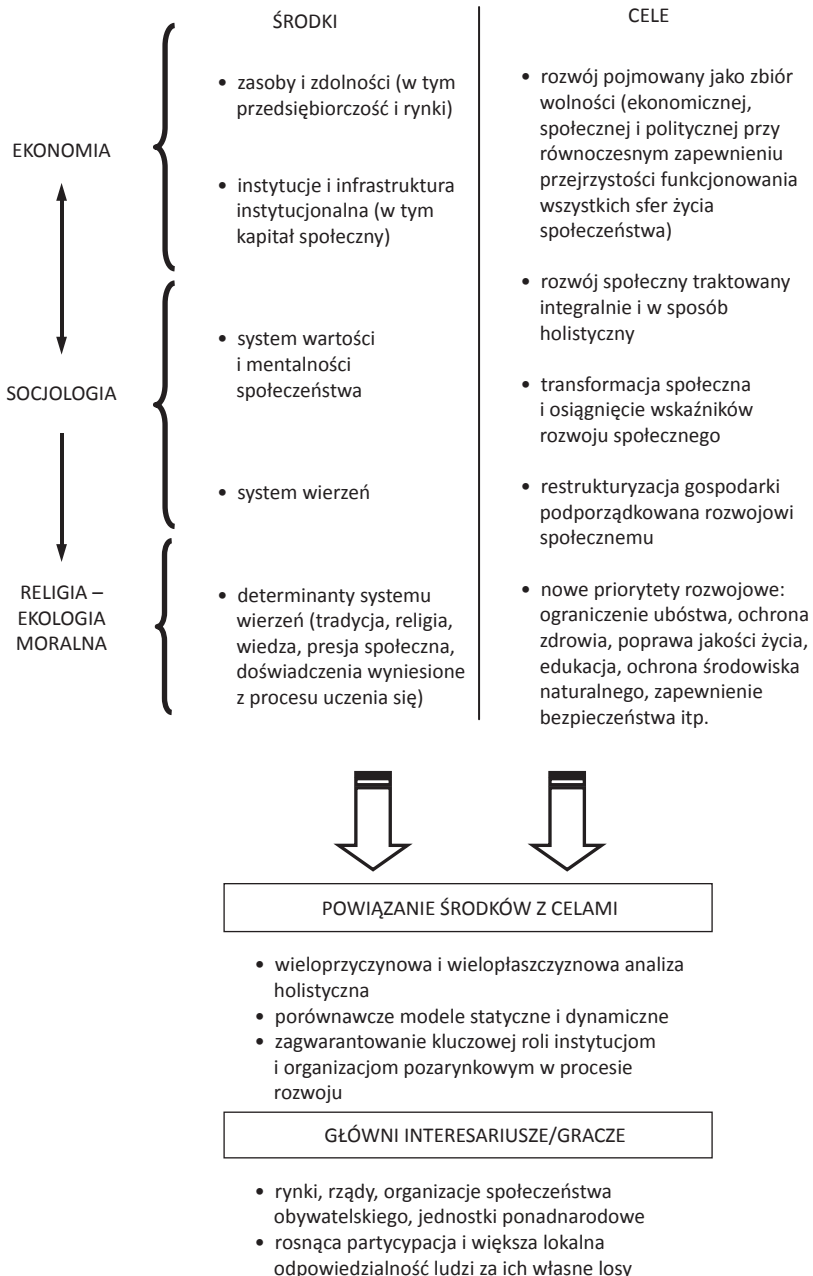 ŚRODKI
CELE
EKONOMIA
SOCJOLOGIA
RELIGIA –
EKOLOGIA
MORALNA
• zasoby i zdolności (w tym
przedsiębiorczość i rynki)
• instytucje i infrastruktura
instytucjonalna (w tym
kapitał społeczny)
• system wartości
i mentalności
społeczeństwa
• system wierzeń
• determinanty systemu
wierzeń (tradycja, religia,
wiedza, presja społeczna,
doświadczenia wyniesione
z procesu uczenia się)
• rozwój pojmowany jako zbiór
wolności (ekonomicznej,
społecznej i politycznej przy
równoczesnym zapewnieniu
przejrzystości funkcjonowania
wszystkich sfer życia
społeczeństwa)
• rozwój społeczny traktowany
integralnie i w sposób
holistyczny
• transformacja społeczna
i osiągnięcie wskaźników
rozwoju społecznego
• restrukturyzacja gospodarki
podporządkowana rozwojowi
społecznemu
• nowe priorytety rozwojowe:
ograniczenie ubóstwa, ochrona
zdrowia, poprawa jakości życia,
edukacja, ochrona środowiska
naturalnego, zapewnienie
bezpieczeństwa itp.
POWIĄZANIE ŚRODKÓW Z CELAMI
• wieloprzyczynowa i wielopłaszczyznowa analiza
holistyczna
• porównawcze modele statyczne i dynamiczne
• zagwarantowanie kluczowej roli instytucjom
i organizacjom pozarynkowym w procesie
rozwoju
GŁÓWNI INTERESARIUSZE/GRACZE
• rynki, rządy, organizacje społeczeństwa
obywatelskiego, jednostki ponadnarodowe
• rosnąca partycypacja i większa lokalna
odpowiedzialność ludzi za ich własne losy